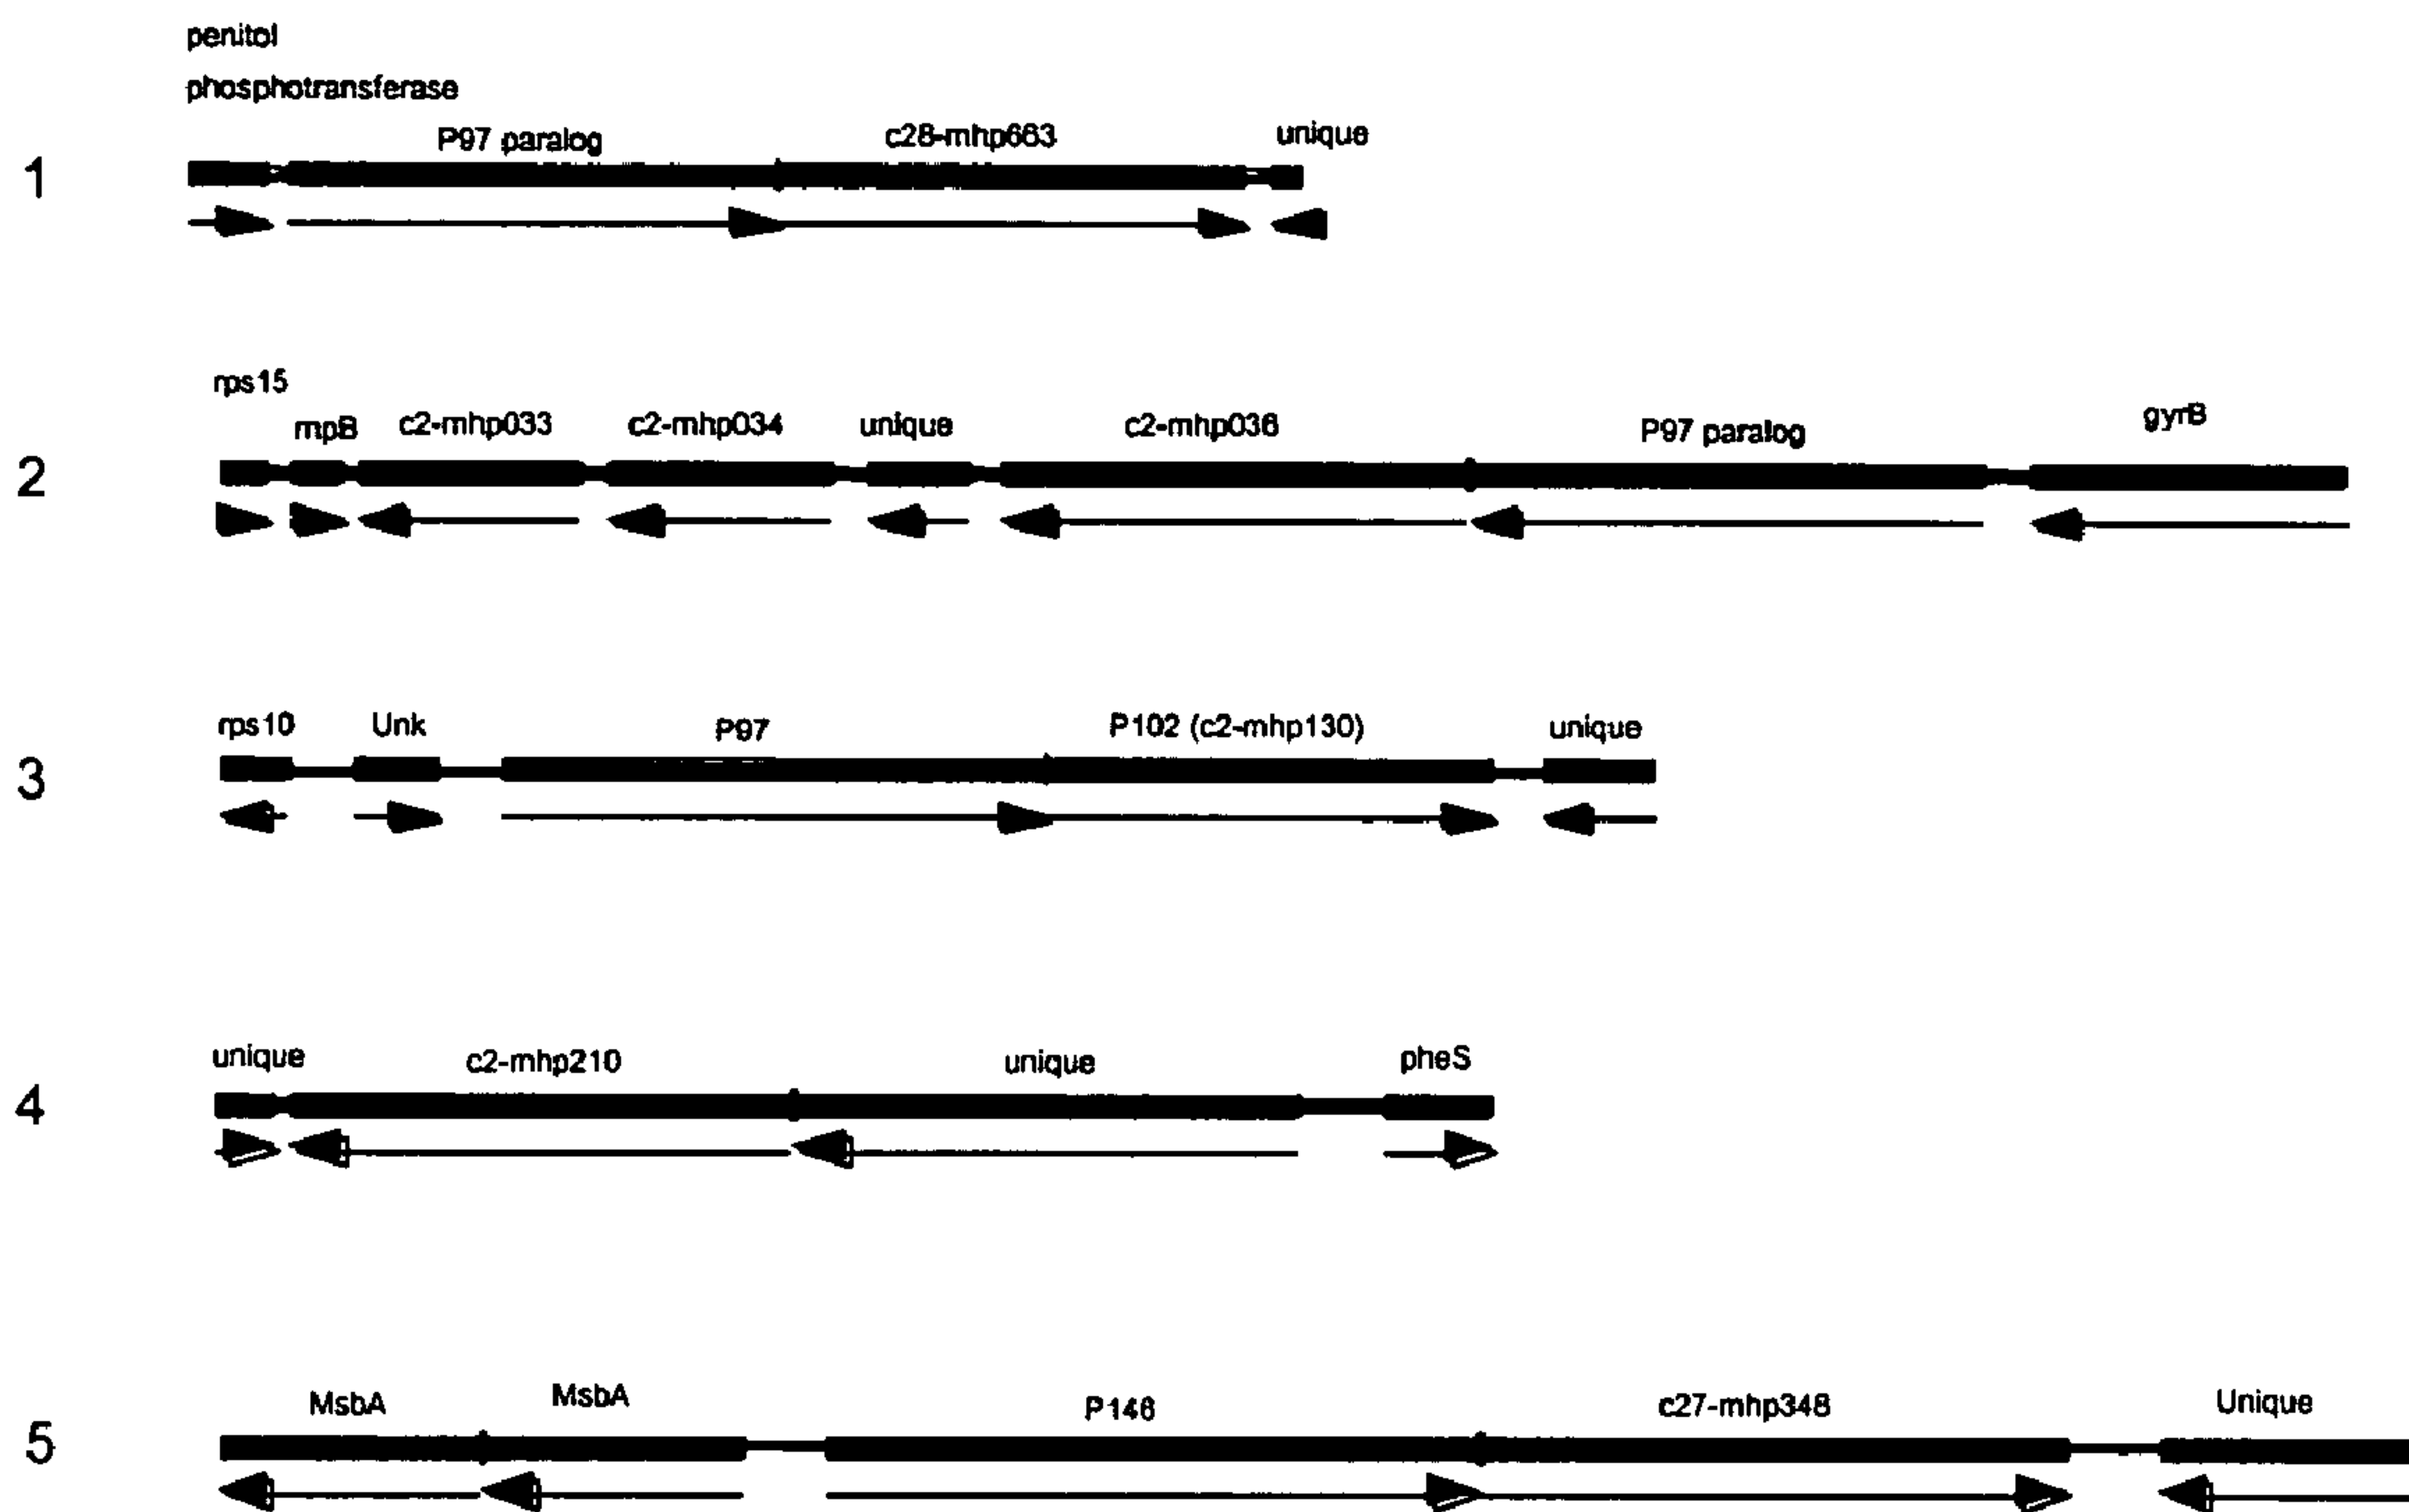 penitol
phosphotransferase
P97 paralog c28-mhp663 unique
1
rps15
rnpB c2-mhp033 c2-mhp034 unique c2-mhp036 P97 paralog gyrB
2
rps10 Unk P97 P102 (c2-mhp130) unique
3
unique c2-mhp210 unique pheS
4
MsbA MsbA P146 c27-mhp348 Unique
5